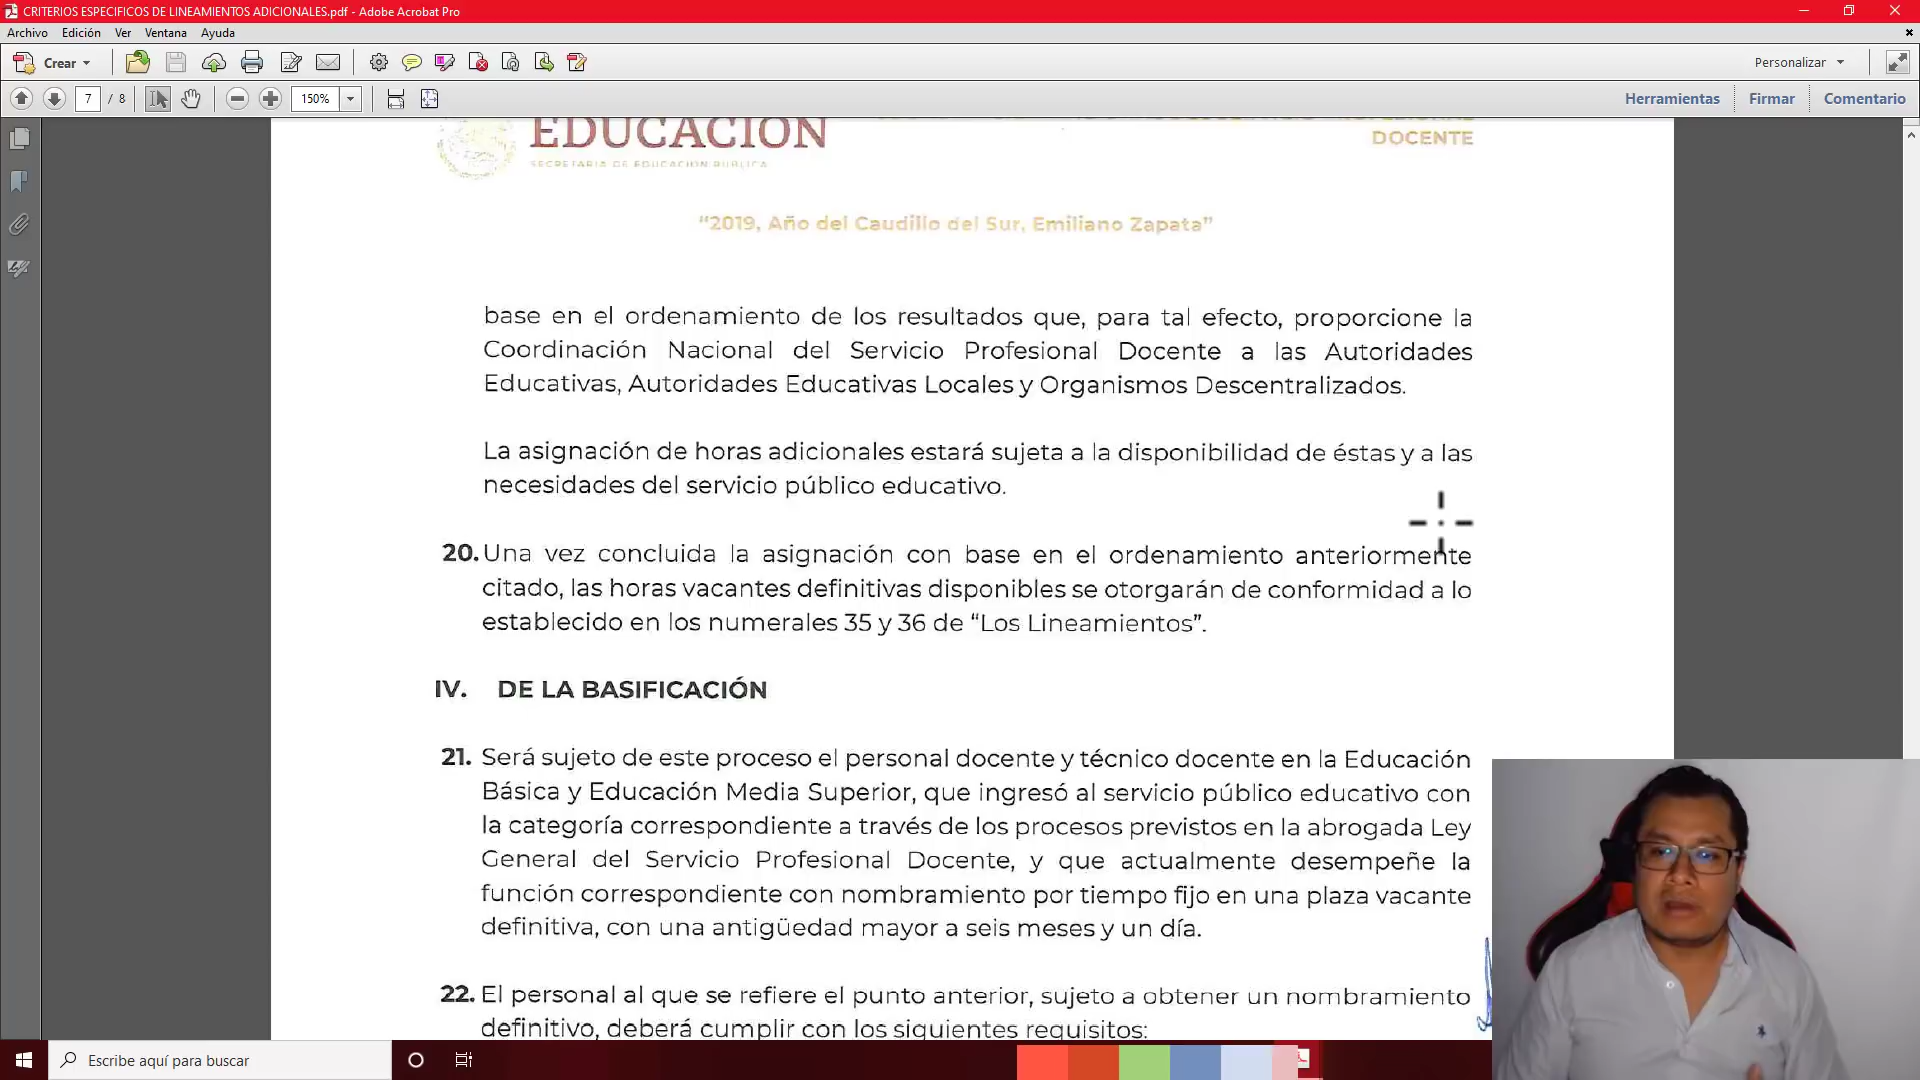 CRITERIOS ESPECIFICOS DE LINEAMIENTOS ADICIONALES.pdf - Adobe Acrobat Pro
Archivo Edición Ver Ventana Ayuda
Crear
Personalizar
7 / 8
150%
Herramientas Firmar Comentario
EDUCACIÓN
SECRETARÍA DE EDUCACIÓN PÚBLICA
DOCENTE
“2019, Año del Caudillo del Sur, Emiliano Zapata”
base en el ordenamiento de los resultados que, para tal efecto, proporcione la
Coordinación Nacional del Servicio Profesional Docente a las Autoridades
Educativas, Autoridades Educativas Locales y Organismos Descentralizados.
La asignación de horas adicionales estará sujeta a la disponibilidad de éstas y a las
necesidades del servicio público educativo.
20. Una vez concluida la asignación con base en el ordenamiento anteriormente
citado, las horas vacantes definitivas disponibles se otorgarán de conformidad a lo
establecido en los numerales 35 y 36 de “Los Lineamientos”.
IV. DE LA BASIFICACIÓN
21. Será sujeto de este proceso el personal docente y técnico docente en la Educación
Básica y Educación Media Superior, que ingresó al servicio público educativo con
la categoría correspondiente a través de los procesos previstos en la abrogada Ley
General del Servicio Profesional Docente, y que actualmente desempeñe la
función correspondiente con nombramiento por tiempo fijo en una plaza vacante
definitiva, con una antigüedad mayor a seis meses y un día.
22. El personal al que se refiere el punto anterior, sujeto a obtener un nombramiento
definitivo, deberá cumplir con los siguientes requisitos:
Escribe aquí para buscar